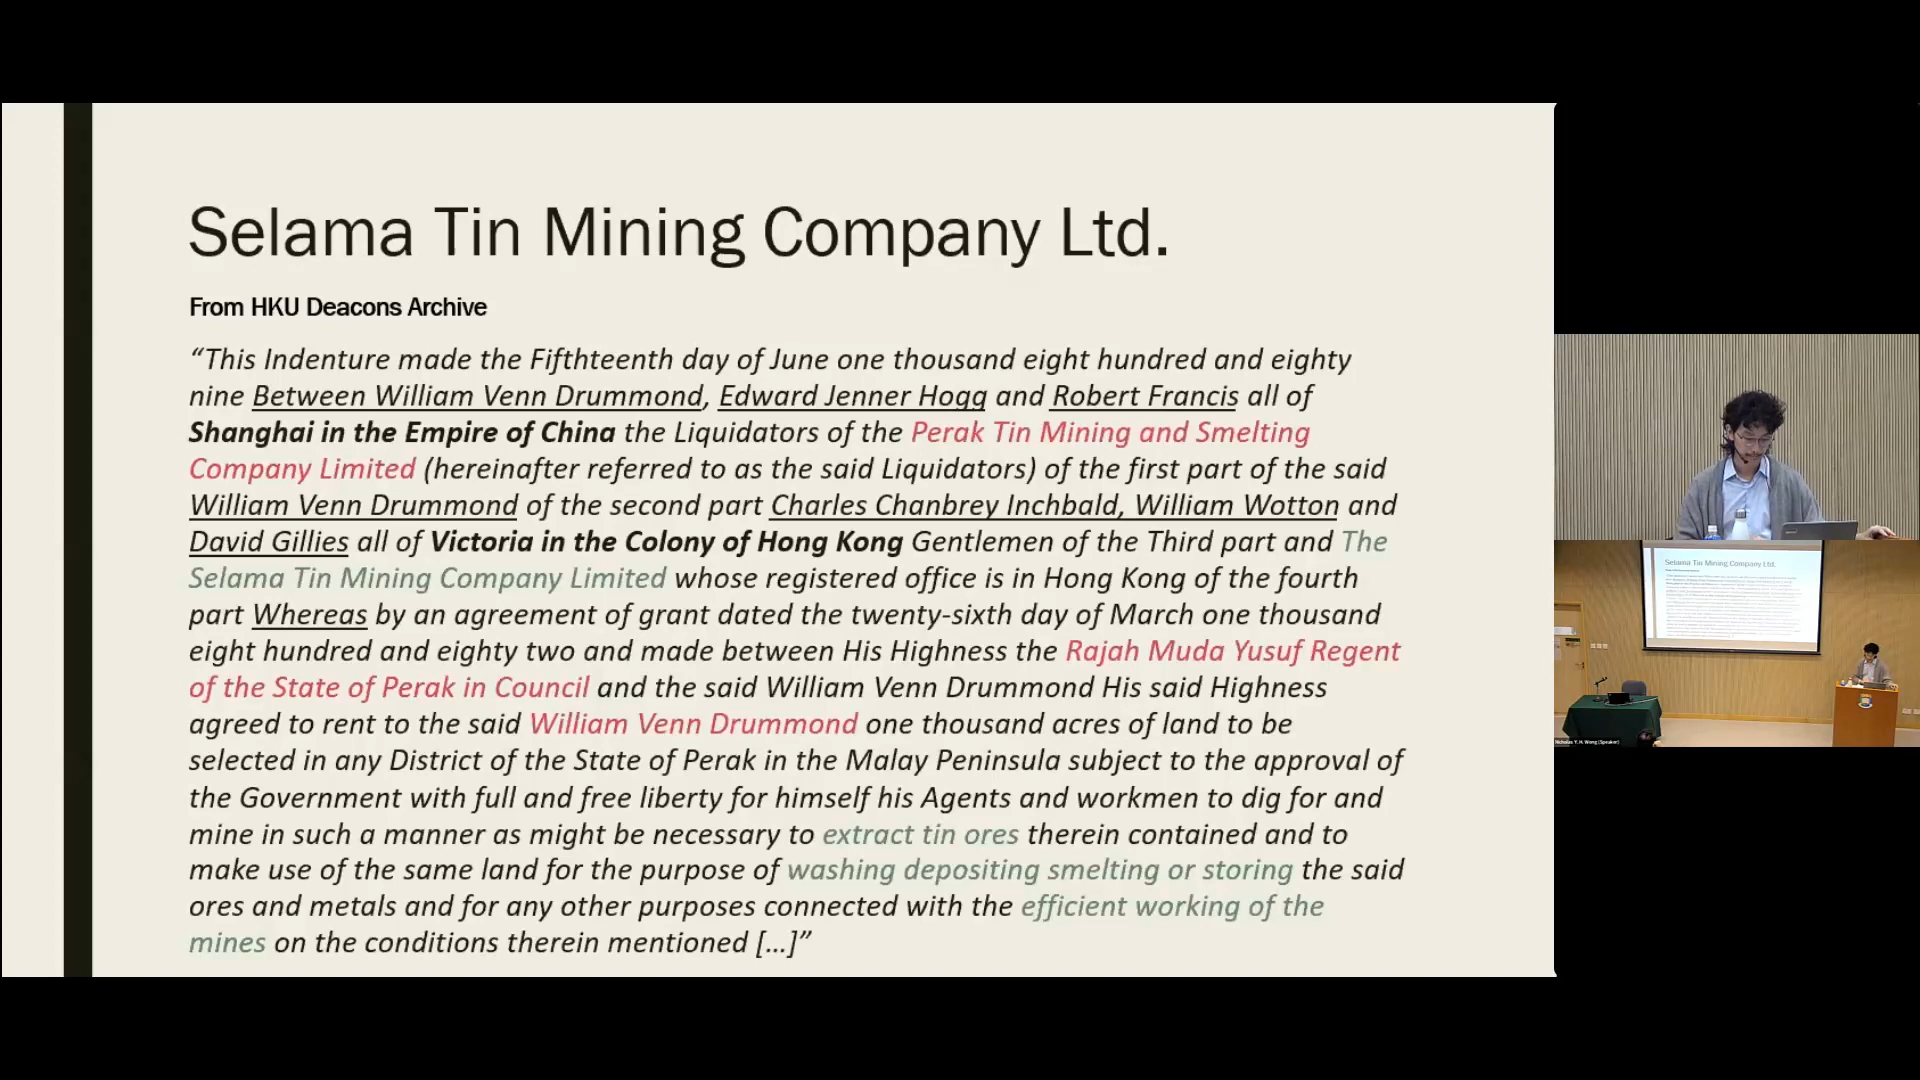 Selama Tin Mining Company Ltd.
From HKU Deacons Archive
“This Indenture made the Fifthteenth day of June one thousand eight hundred and eighty
nine Between William Venn Drummond, Edward Jenner Hogg and Robert Francis all of
Shanghai in the Empire of China the Liquidators of the Perak Tin Mining and Smelting
Company Limited (hereinafter referred to as the said Liquidators) of the first part of the said
William Venn Drummond of the second part Charles Chanbrey Inchbald, William Wotton and
David Gillies all of Victoria in the Colony of Hong Kong Gentlemen of the Third part and The
Selama Tin Mining Company Limited whose registered office is in Hong Kong of the fourth
part Whereas by an agreement of grant dated the twenty-sixth day of March one thousand
eight hundred and eighty two and made between His Highness the Rajah Muda Yusuf Regent
of the State of Perak in Council and the said William Venn Drummond His said Highness
agreed to rent to the said William Venn Drummond one thousand acres of land to be
selected in any District of the State of Perak in the Malay Peninsula subject to the approval of
the Government with full and free liberty for himself his Agents and workmen to dig for and
mine in such a manner as might be necessary to extract tin ores therein contained and to
make use of the same land for the purpose of washing depositing smelting or storing the said
ores and metals and for any other purposes connected with the efficient working of the
mines on the conditions therein mentioned […]”
Selama Tin Mining Company Ltd.
Nicholas Y. H. Wong (Speaker)